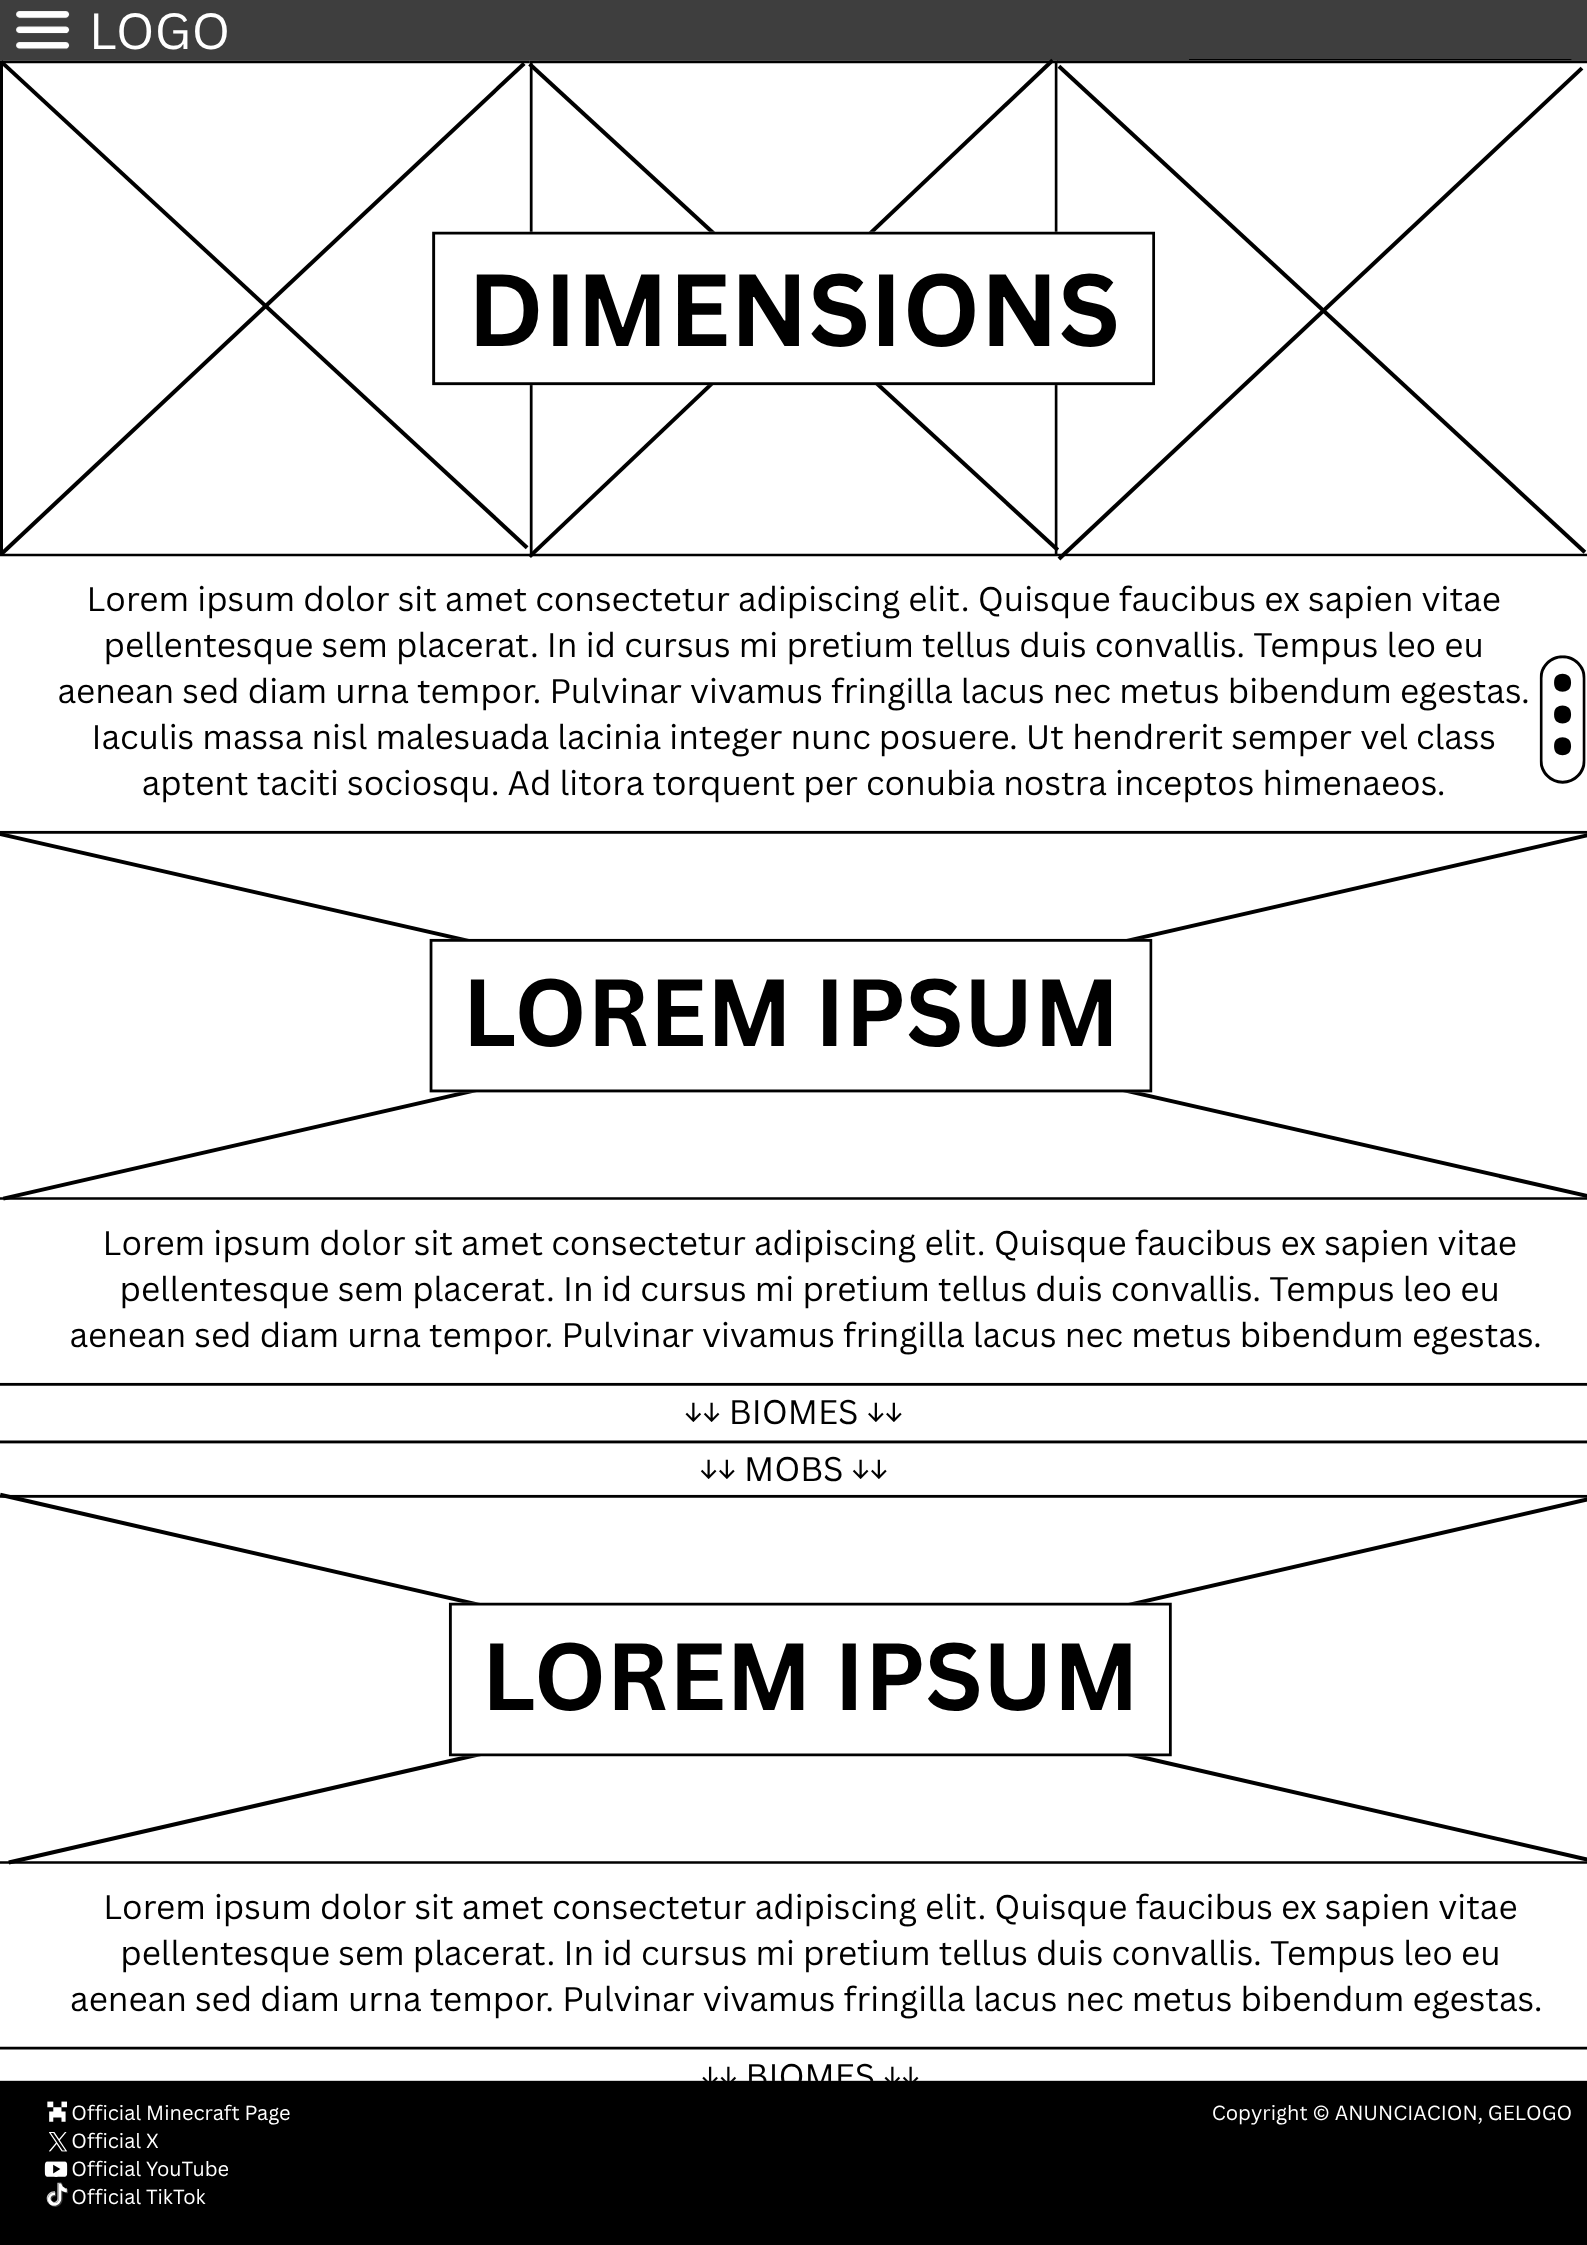 LOGO
DIMENSIONS
Lorem ipsum dolor sit amet consectetur adipiscing elit. Quisque faucibus ex sapien vitae
pellentesque sem placerat. In id cursus mi pretium tellus duis convallis. Tempus leo eu
aenean sed diam urna tempor. Pulvinar vivamus fringilla lacus nec metus bibendum egestas.
Iaculis massa nisl malesuada lacinia integer nunc posuere. Ut hendrerit semper vel class
aptent taciti sociosqu. Ad litora torquent per conubia nostra inceptos himenaeos.
LOREM IPSUM
Lorem ipsum dolor sit amet consectetur adipiscing elit. Quisque faucibus ex sapien vitae
pellentesque sem placerat. In id cursus mi pretium tellus duis convallis. Tempus leo eu
aenean sed diam urna tempor. Pulvinar vivamus fringilla lacus nec metus bibendum egestas.
↓↓ BIOMES ↓↓
↓↓ MOBS ↓↓
LOREM IPSUM
Lorem ipsum dolor sit amet consectetur adipiscing elit. Quisque faucibus ex sapien vitae
pellentesque sem placerat. In id cursus mi pretium tellus duis convallis. Tempus leo eu
aenean sed diam urna tempor. Pulvinar vivamus fringilla lacus nec metus bibendum egestas.
↓↓ BIOMES ↓↓
Official Minecraft Page
Official X
Official YouTube
Official TikTok
Copyright © ANUNCIACION, GELOGO